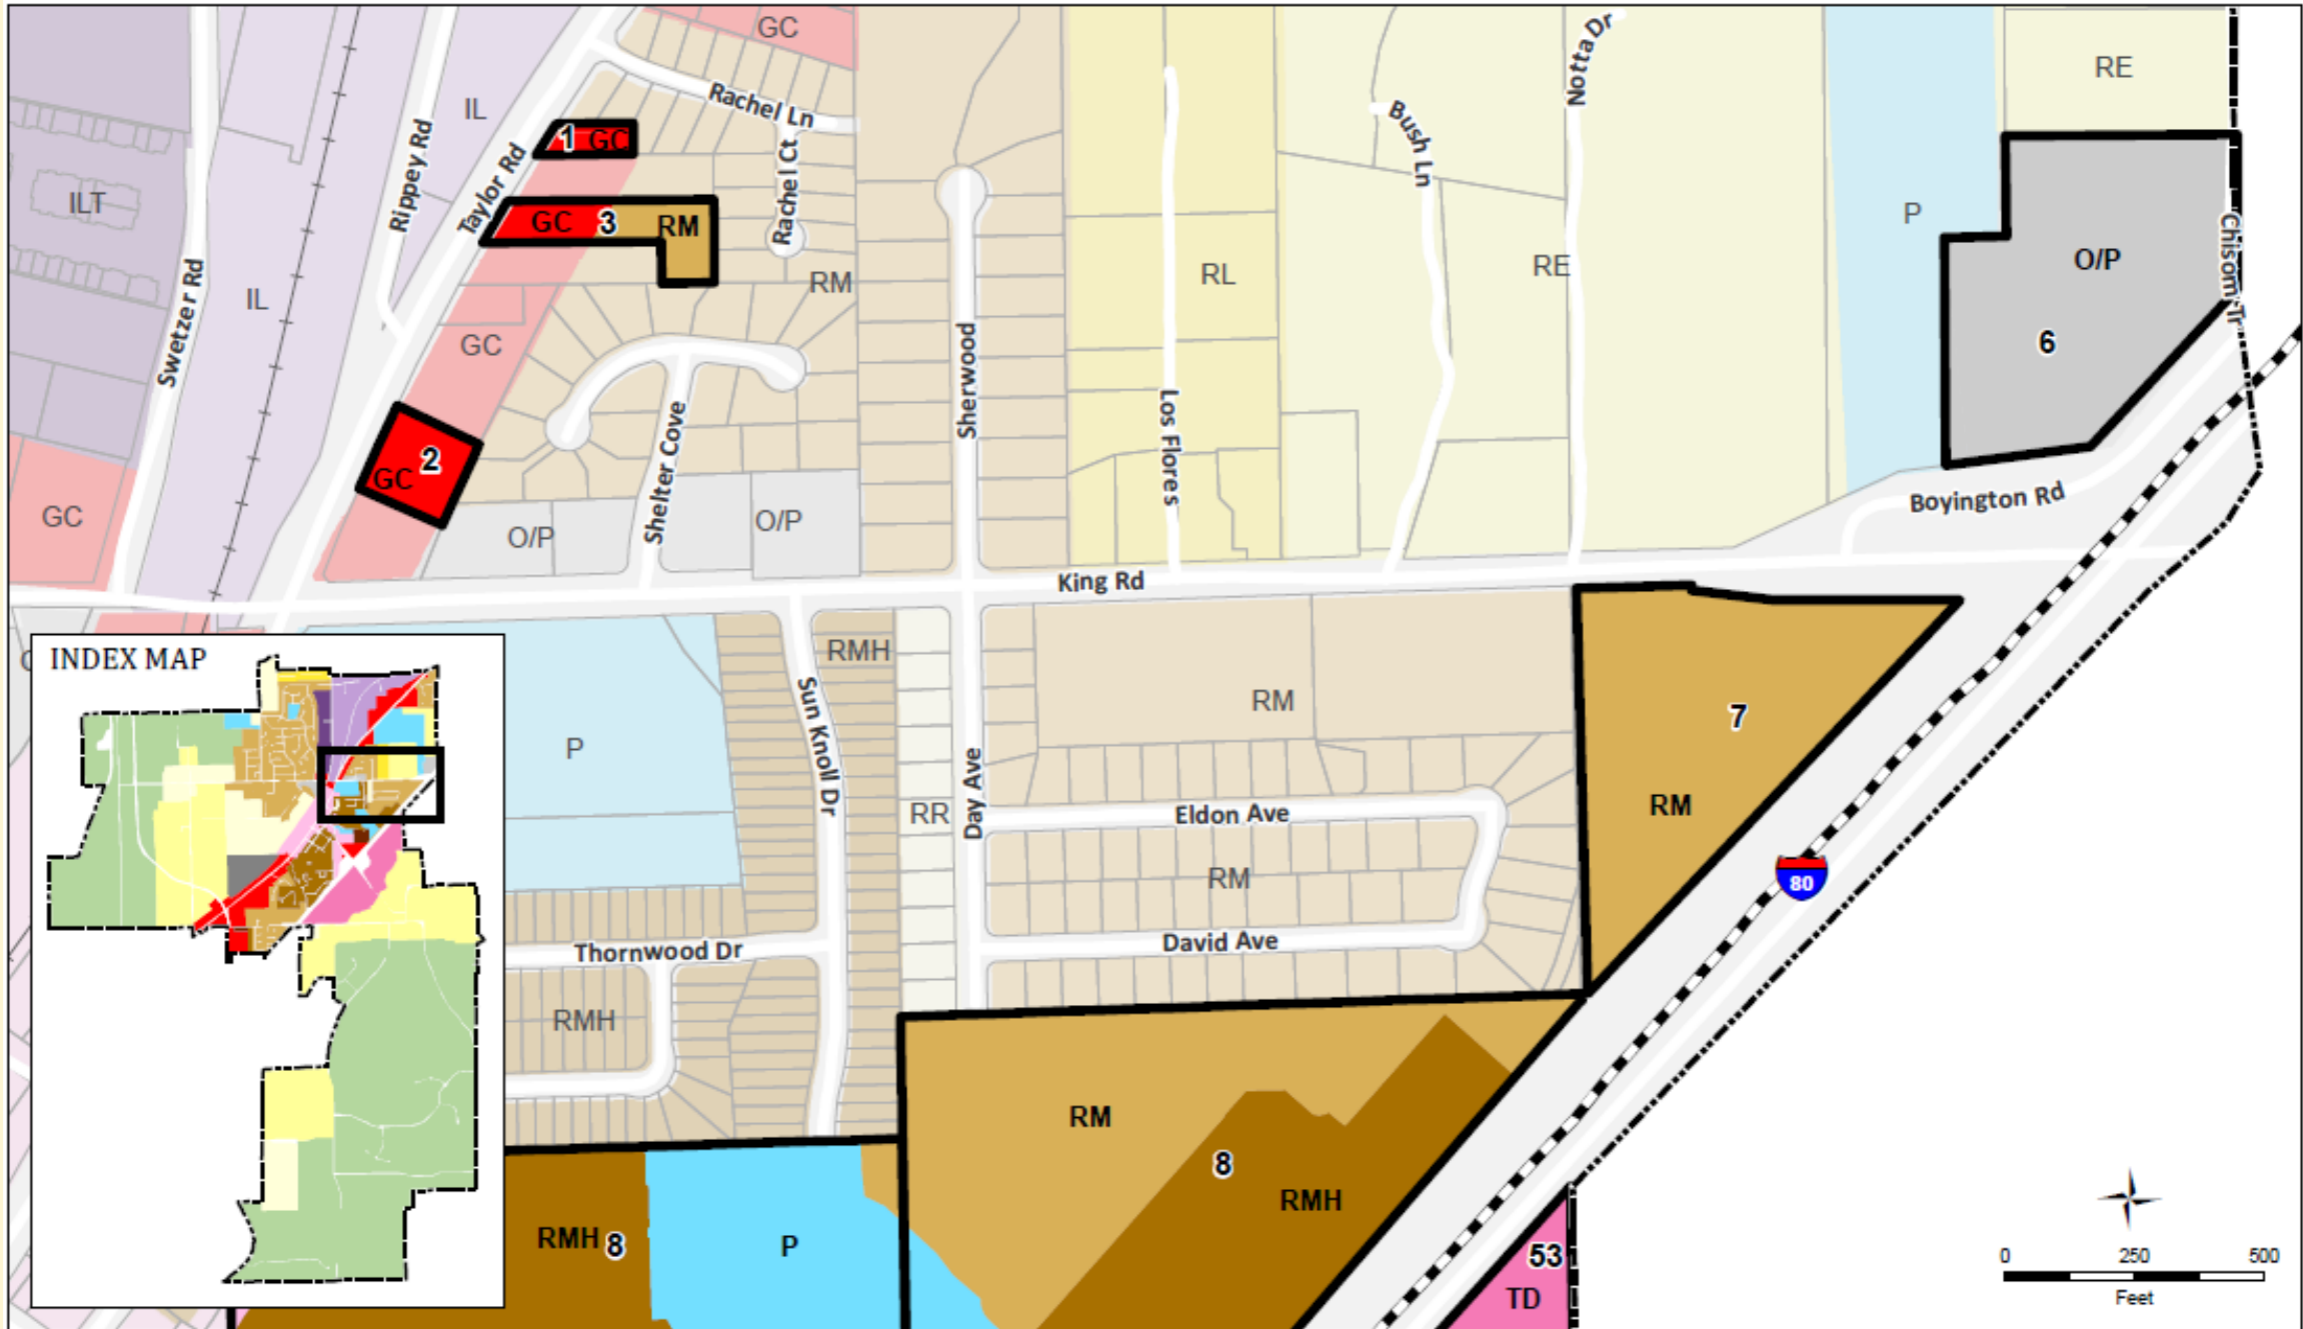 GC
Rachel Ln
Notta Dr
RE
IL
1 GC
Bush Ln
Rippey Rd
Taylor Rd
Rachel Ct
ILT
GC 3 RM
P
O/P
Chisom Tr
RM
RL
RE
IL
Swetzer Rd
GC
Sherwood
6
Los Flores
2
GC
Shelter Cove
GC
O/P
O/P
Boyington Rd
King Rd
INDEX MAP
RMH
Sun Knoll Dr
RM
7
P
Day Ave
RR
Eldon Ave
RM
RM
80
Thornwood Dr
David Ave
RMH
RM
8
RMH
RMH 8
P
53
TD
0 250 500
Feet